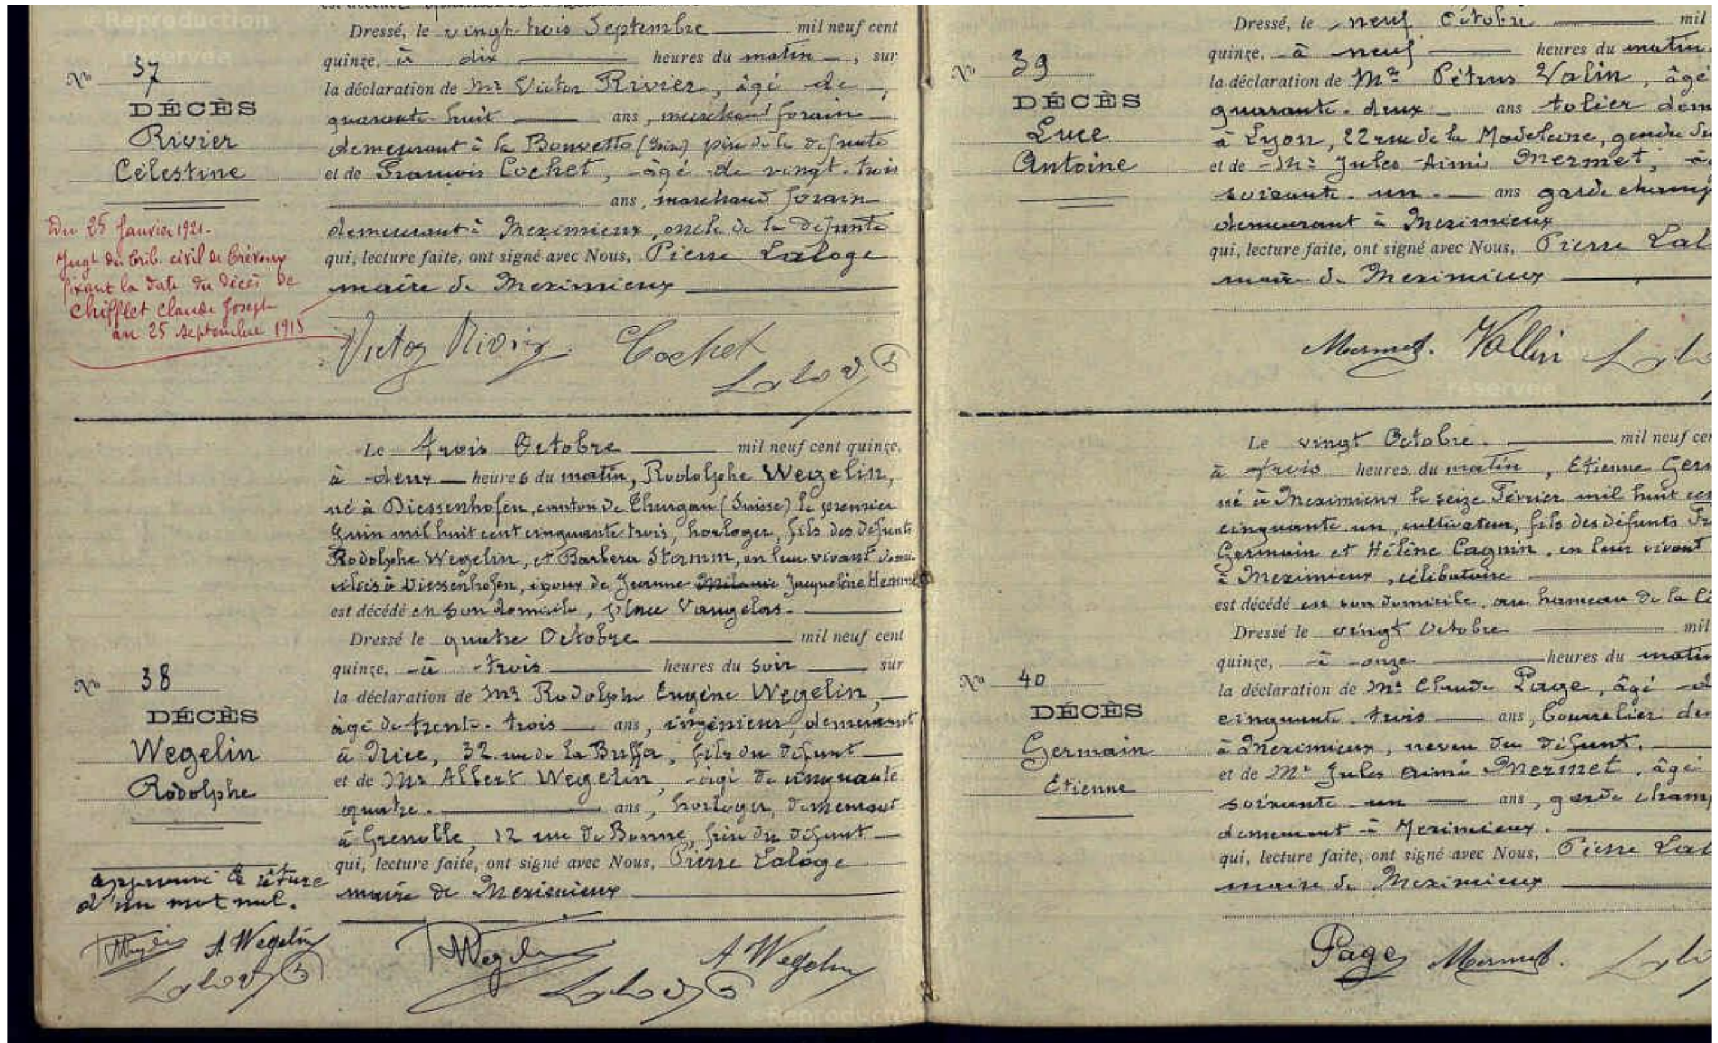 Dressé, le vingt trois Septembre mil neuf cent
quinze, à dix heures du matin, sur
la déclaration de Mr Victor Rivier, âgé de
quarante-huit ans, marchand forain
demeurant à la père de la défunte
et de François Cochet, âgé de vingt-trois
ans, marchand forain
demeurant à Meximieux, oncle de la défunte
qui, lecture faite, ont signé avec Nous, Pierre Laloge
maire de Meximieux
No 37
DÉCÈS
Rivier
Célestine
Du 25 Janvier 1921.
Jugt du trib. civil de Trévoux
fixant la date du décès de
Chifflet Claude Joseph
au 25 septembre 1915
Victor Rivier Cochet
Le trois Octobre mil neuf cent quinze,
à deux heures du matin, Rodolphe Wegelin,
né à Diessenhofen, canton de Thurgau (Suisse) le premier
Juin mil huit cent cinquante trois, horloger, fils des défunts
Rodolphe Wegelin, et Barbera Stormm, en leur vivant domi-
ciliés à Diessenhofen, époux de Jeanne Mélanie Jacqueline
est décédé en son domicile, place Vaugelas.
Dressé le quatre Octobre mil neuf cent
quinze, à trois heures du soir sur
la déclaration de Mr Rodolph Eugène Wegelin,
âgé de trente-trois ans, ingénieur, demeurant
à Nice, 32 rue de la Buffa, fils du défunt
et de Mr Albert Wegelin, âgé de cinquante
quatre. ans, horloger, demeurant
à Grenoble, 12 rue de Bonne, frère du défunt
qui, lecture faite, ont signé avec Nous, Pierre Laloge
maire de Meximieux
No 38
DÉCÈS
Wegelin
Rodolphe
approuvé la rature
d'un mot nul.
A Wegelin
Wegelin A Wegelin
Dressé, le neuf Octobre mil
quinze, à neuf heures du matin
la déclaration de Mr Pétrus Valin, âgé
quarante-deux ans tolier dem
à Lyon, 22 rue de la Madeleine, gendre du
et de Mr Jules Aimé Mermet, â
soixante-un ans garde champ
demeurant à Meximieux
qui, lecture faite, ont signé avec Nous, Pierre Lal
maire de Meximieux
No 39
DÉCÈS
Luce
Antoine
Mermet. Vallin
Le vingt Octobre. mil neuf cen
à trois heures du matin, Etienne Ger
né à Meximieux le seize Février mil huit cen
cinquante un, cultivateur, fils des défunts Fr
Germain et Hélène Cagnin, en leur vivant
à Meximieux, célibataire
est décédé en son domicile, au hameau de la C
Dressé le vingt Octobre mil
quinze, à onze heures du matin
la déclaration de Mr Claude Page, âgé d
cinquante-trois ans, bourrelier de
à Meximieux, neveu du défunt.
et de Mr Jules Aimé Mermet, âgé
soixante un ans, garde champ
demeurant à Meximieux.
qui, lecture faite, ont signé avec Nous, Pierre Lal
maire de Meximieux
No 40
DÉCÈS
Germain
Etienne
Page Mermet.
©Reproduction
réservée